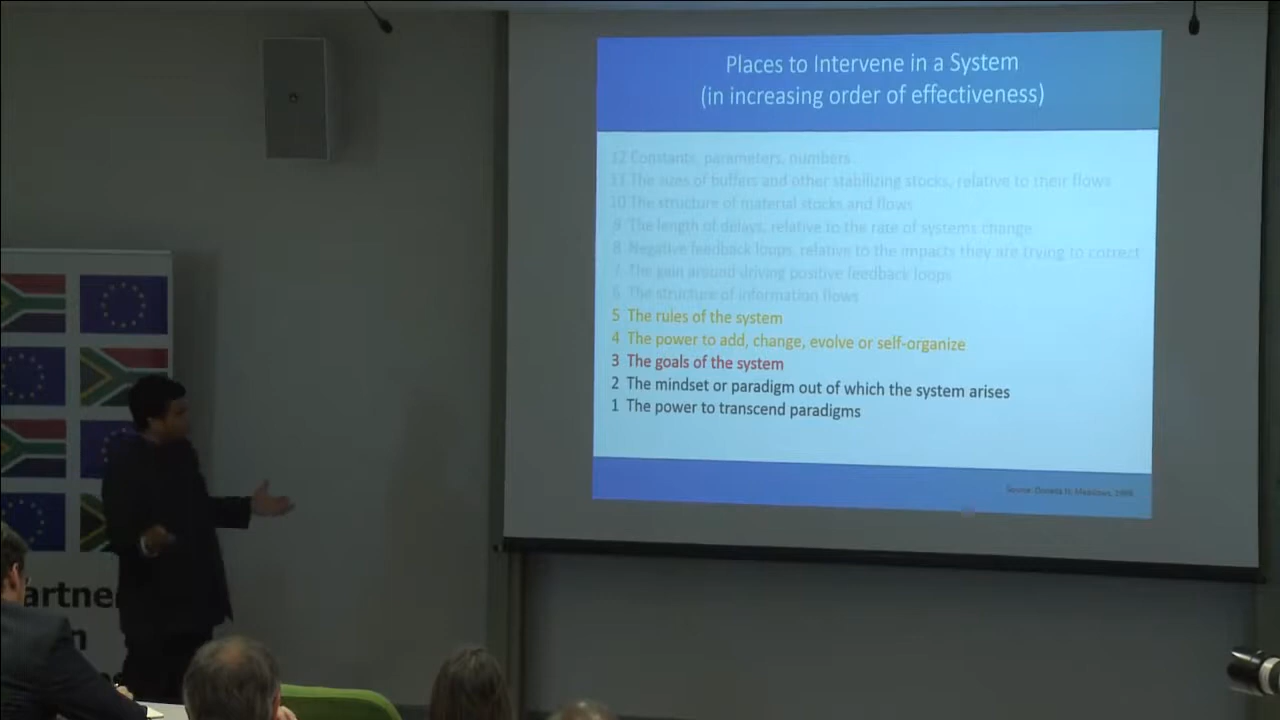 Places to Intervene in a System
(in increasing order of effectiveness)
12 Constants, parameters, numbers
11 The sizes of buffers and other stabilizing stocks, relative to their flows
10 The structure of material stocks and flows
9 The length of delays, relative to the rate of systems change
8 Negative feedback loops, relative to the impacts they are trying to correct
7 The gain around driving positive feedback loops
6 The structure of information flows
5 The rules of the system
4 The power to add, change, evolve or self-organize
3 The goals of the system
2 The mindset or paradigm out of which the system arises
1 The power to transcend paradigms
Source: Donella H. Meadows, 1999
artne
n